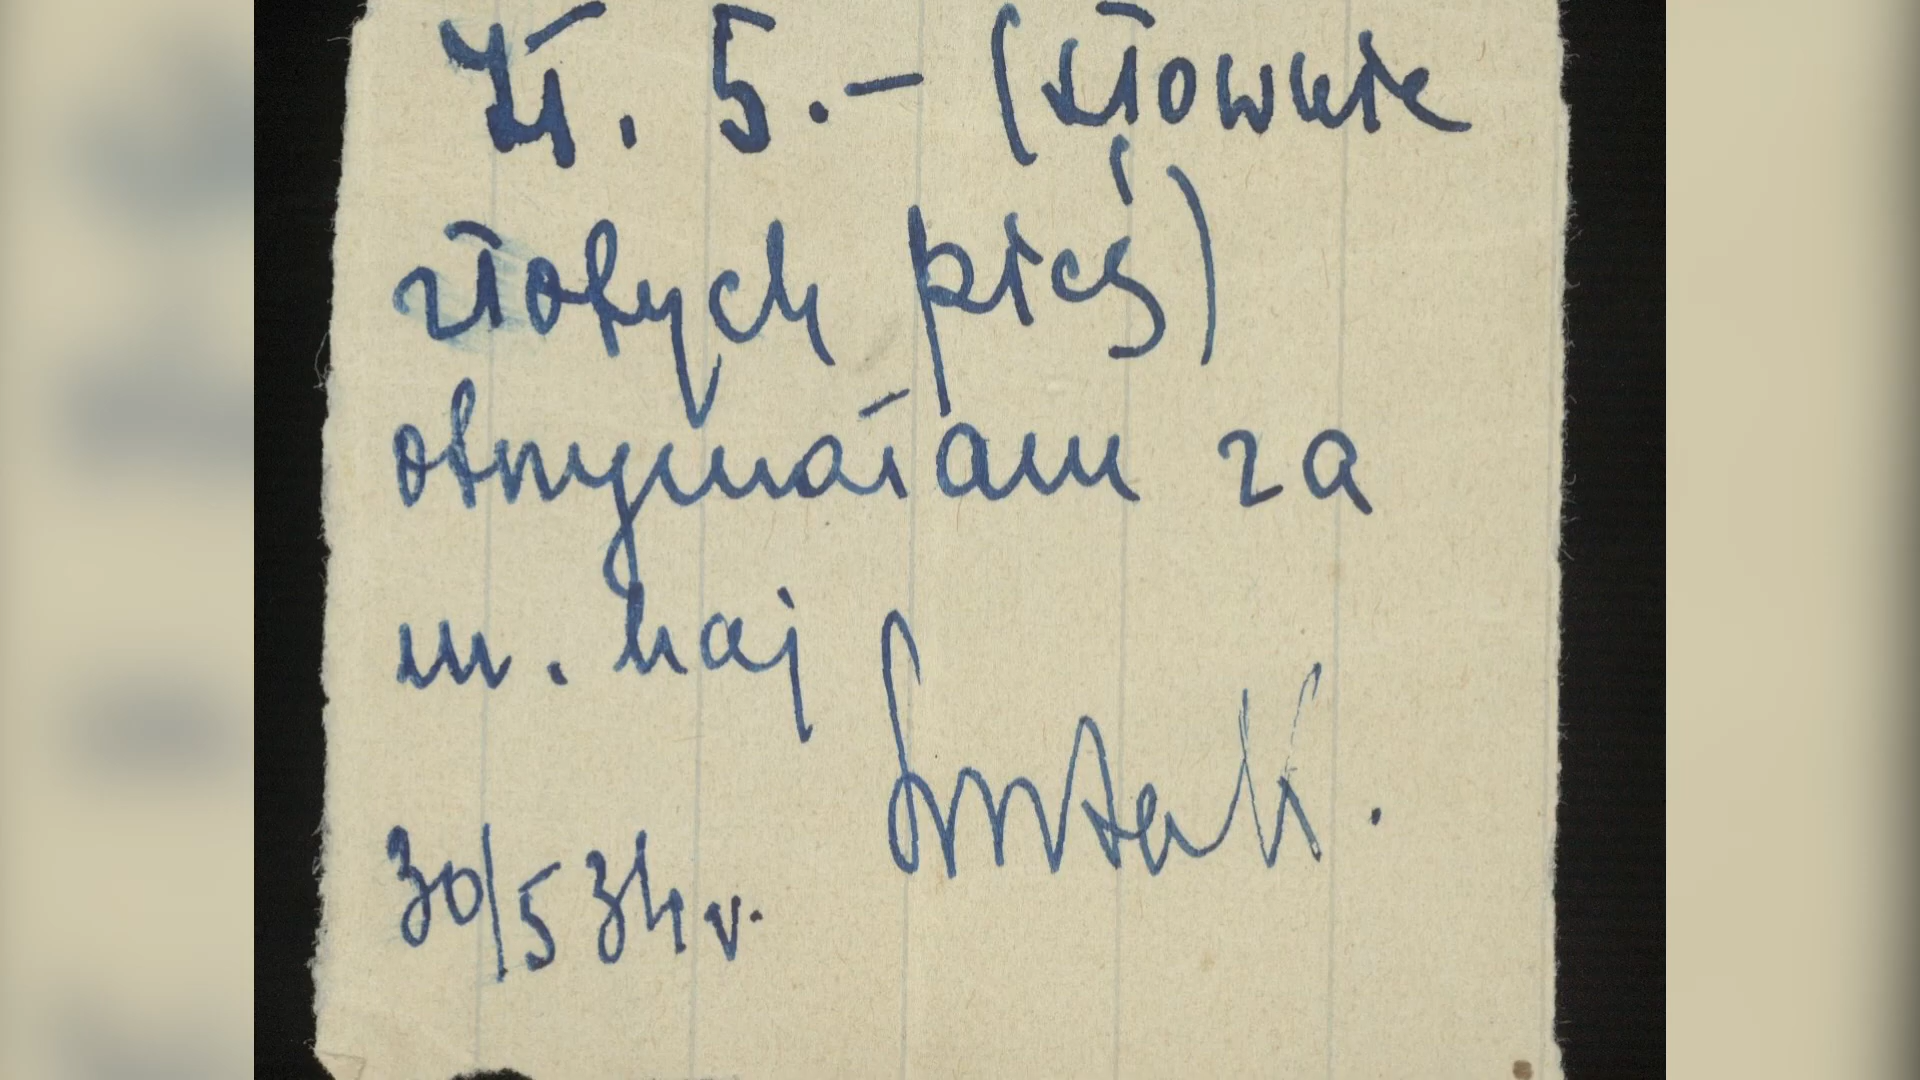 Zł. 5.— (słownie
złotych pięć)
otrzymałam za
m. maj
30/5 34 r.